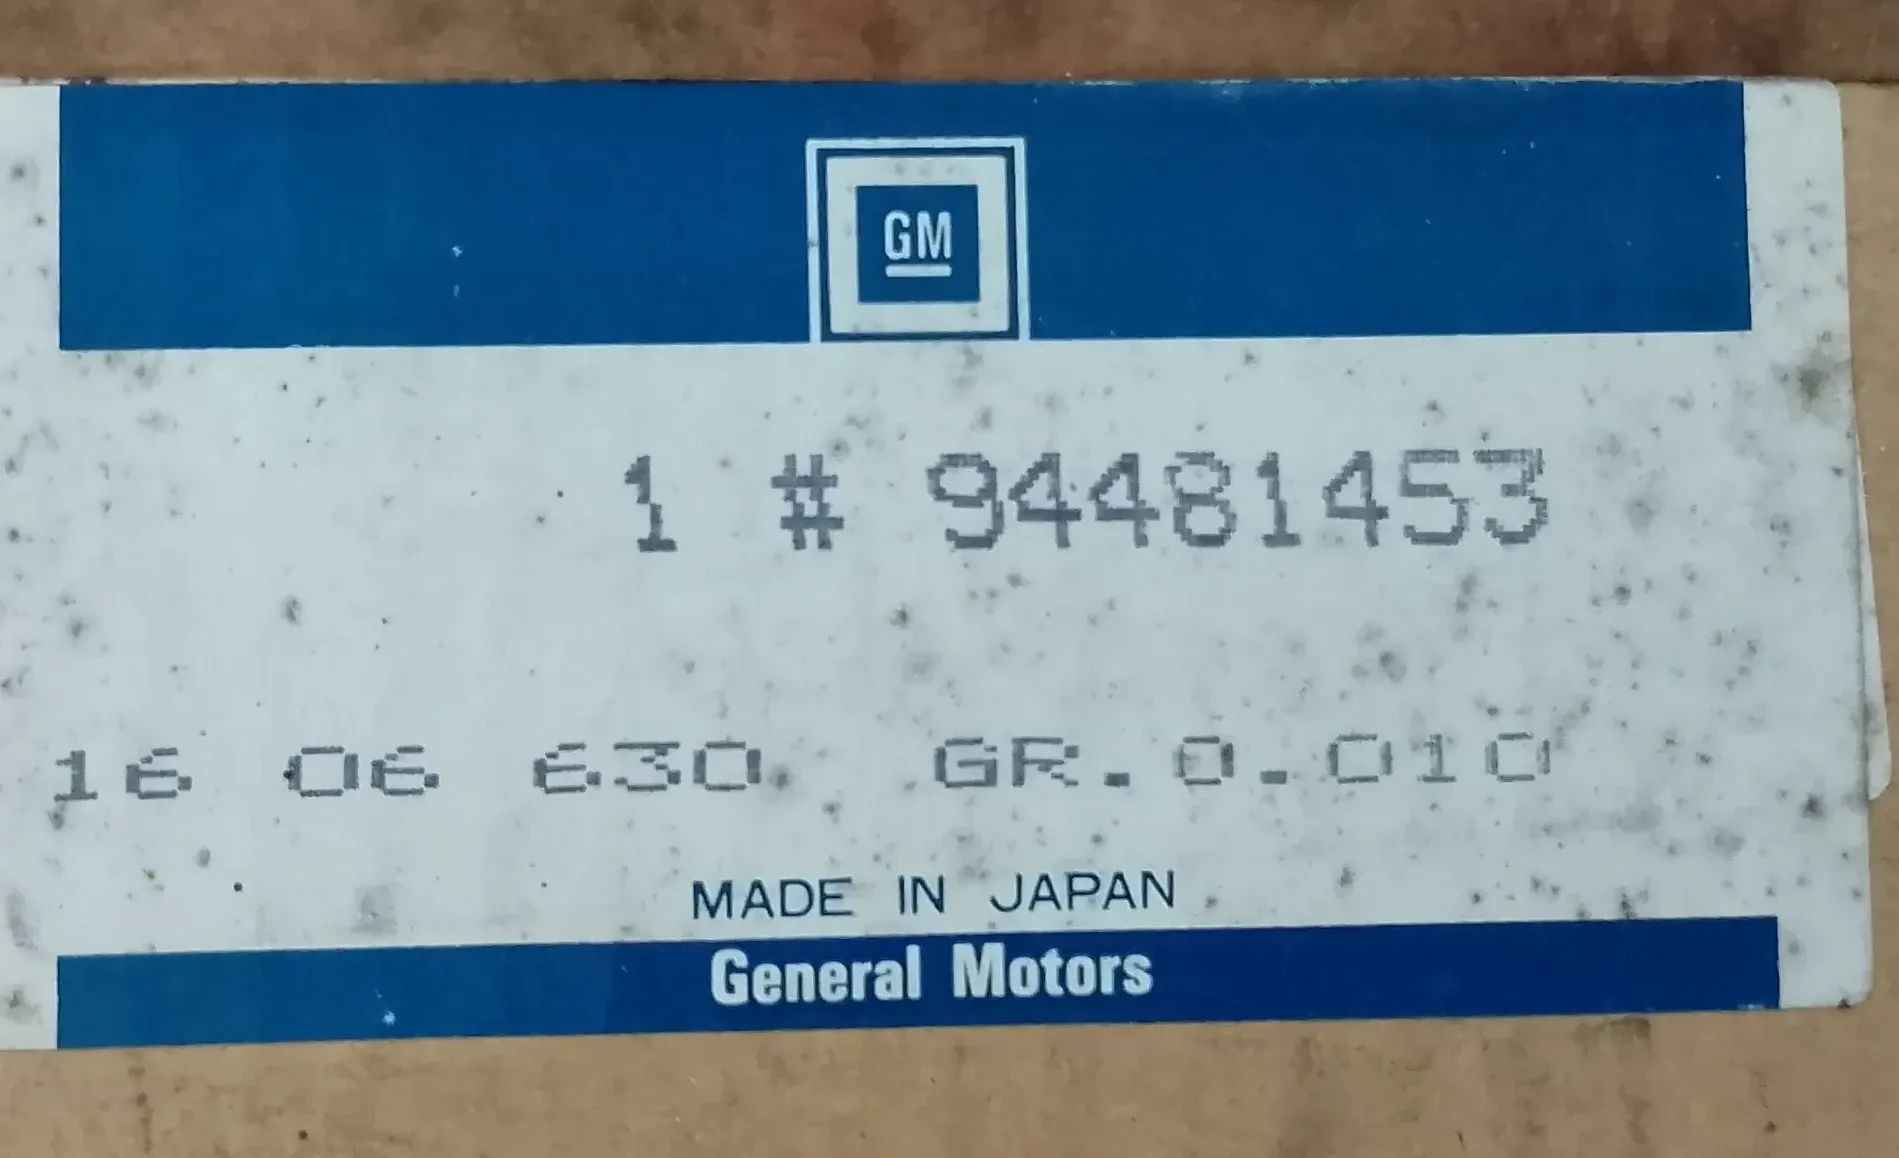 GM
1 # 94481453
16 06 630 GR. 0.010
MADE IN JAPAN
General Motors